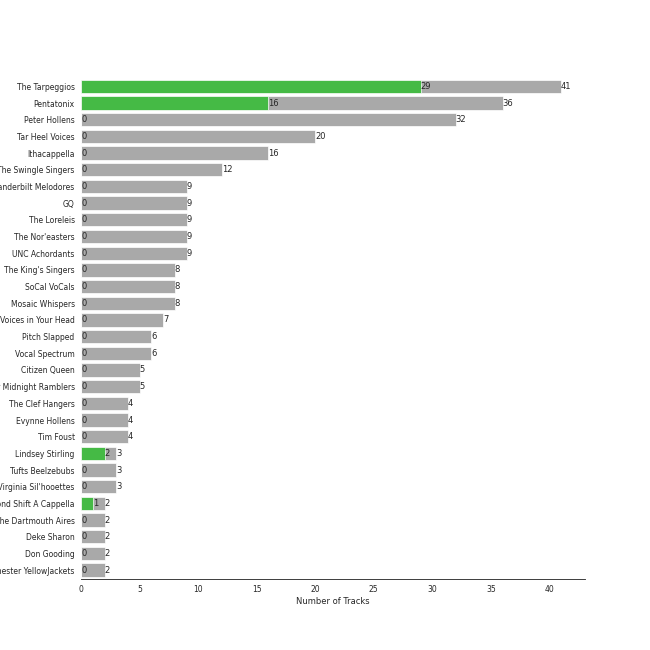 The Tarpeggios 29 41
Pentatonix 16 36
Peter Hollens 0 32
Tar Heel Voices 0 20
Ithacappella 0 16
The Swingle Singers 0 12
anderbilt Melodores 0 9
GQ 0 9
The Loreleis 0 9
The Nor'easters 0 9
UNC Achordants 0 9
The King's Singers 0 8
SoCal VoCals 0 8
Mosaic Whispers 0 8
Voices in Your Head 0 7
Pitch Slapped 0 6
Vocal Spectrum 0 6
Citizen Queen 0 5
Midnight Ramblers 0 5
The Clef Hangers 0 4
Evynne Hollens 0 4
Tim Foust 0 4
Lindsey Stirling 2 3
Tufts Beelzebubs 0 3
Virginia Sil'hooettes 0 3
ond Shift A Cappella 1 2
he Dartmouth Aires 0 2
Deke Sharon 0 2
Don Gooding 0 2
hester YellowJackets 0 2
0 5 10 15 20 25 30 35 40
Number of Tracks